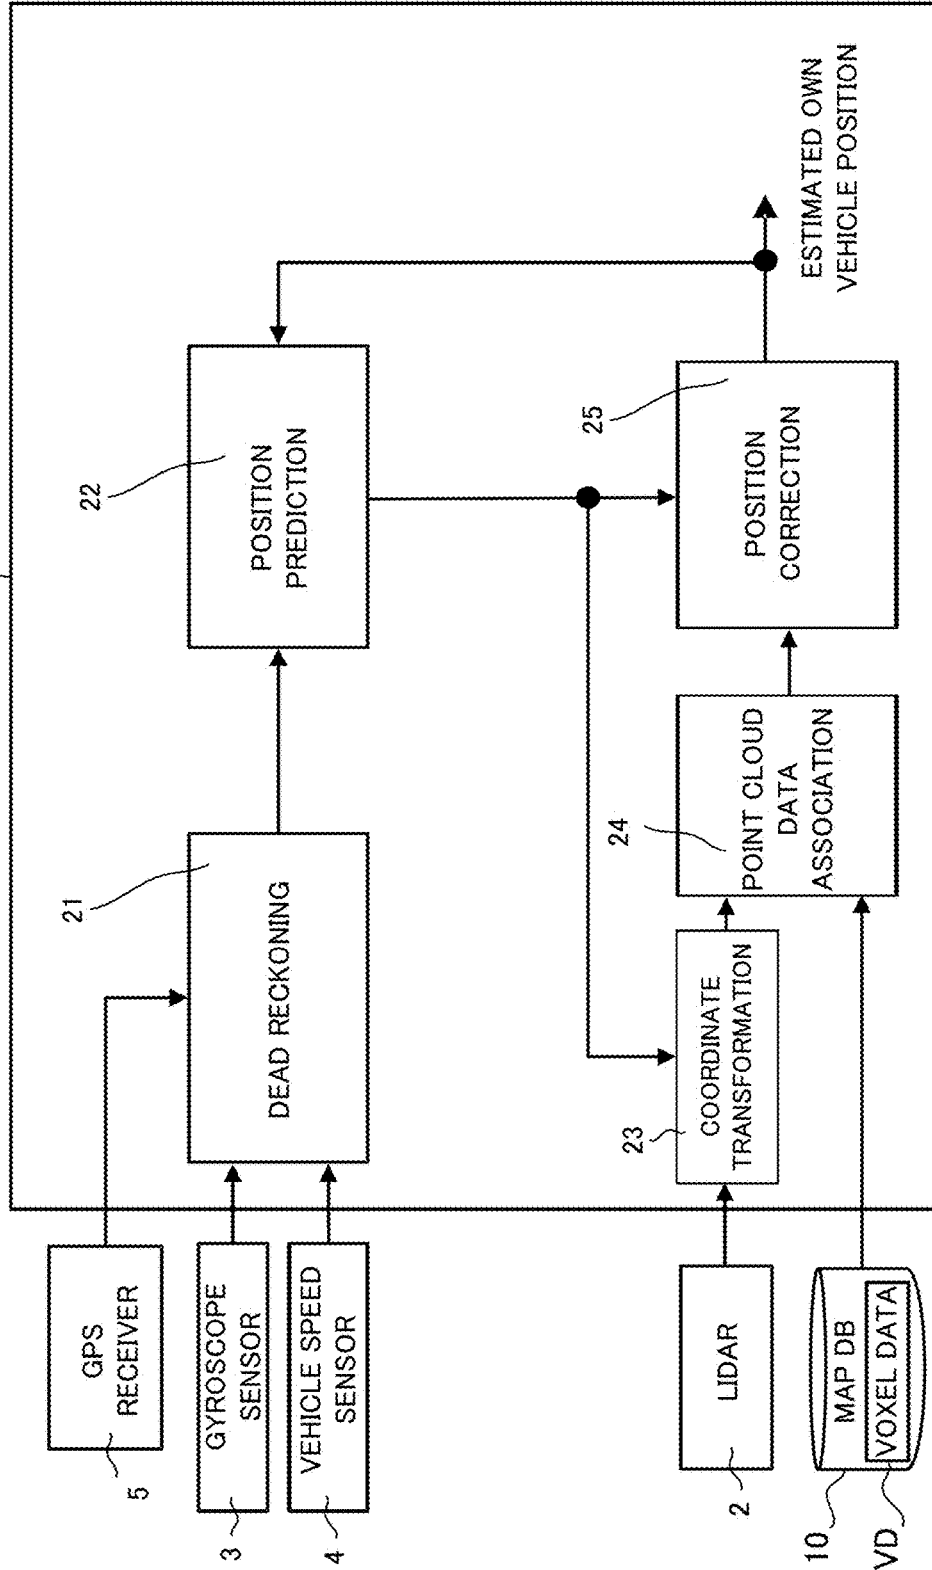 5
GPS
RECEIVER
3
GYROSCOPE
SENSOR
4
VEHICLE SPEED
SENSOR
21
DEAD RECKONING
22
POSITION
PREDICTION
2
LIDAR
10
MAP DB
VD
VOXEL DATA
23
COORDINATE
TRANSFORMATION
24
POINT CLOUD
DATA
ASSOCIATION
25
POSITION
CORRECTION
ESTIMATED OWN
VEHICLE POSITION